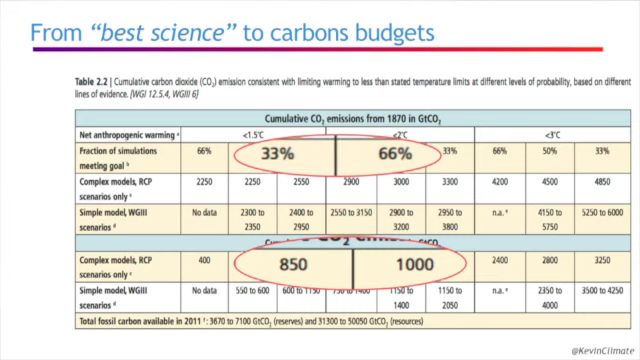 From “best science” to carbons budgets
Table 2.2 | Cumulative carbon dioxide (CO2) emission consistent with limiting warming to less than stated temperature limits at different levels of probability, based on different
lines of evidence. {WGI 12.5.4, WGIII 6}
Cumulative CO2 emissions from 1870 in GtCO2
Net anthropogenic warming a <1.5°C <2°C <3°C
Fraction of simulations 66% 33% 66% 33% 66% 50% 33%
meeting goal b
Complex models, RCP 2250 2250 2550 2900 3000 3300 4200 4500 4850
scenarios only c
Simple model, WGIII No data 2300 to 2400 to 2550 to 3150 2900 to 2950 to n.a. e 4150 to 5250 to 6000
scenarios d 2350 2950 3200 3800 5750
CO2
GtCO2
Complex models, RCP 400 850 1000 2400 2800 3250
scenarios only c
Simple model, WGIII No data 550 to 600 600 to 1150 1150 to 1150 to n.a. e 2350 to 3500 to 4250
scenarios d 1400 2050 4000
Total fossil carbon available in 2011 f: 3670 to 7100 GtCO2 (reserves) and 31300 to 50050 GtCO2 (resources)
@KevinClimate